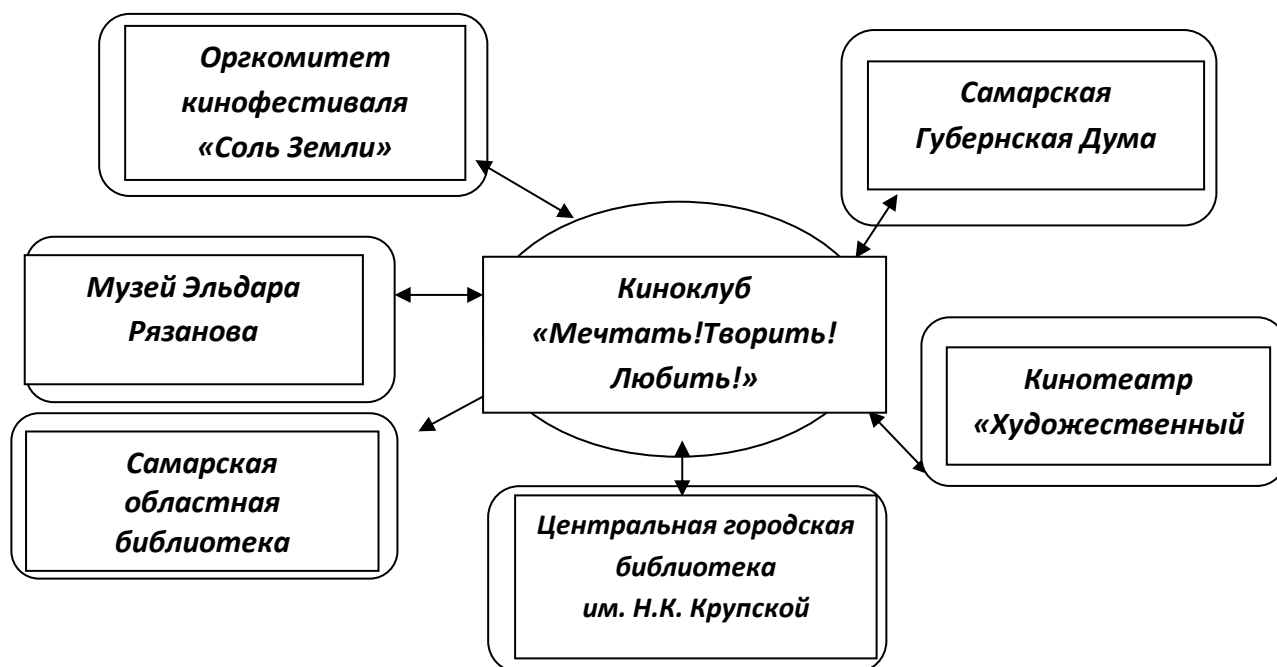 Оргкомитет
кинофестиваля
«Соль Земли»
Самарская
Губернская Дума
Музей Эльдара
Рязанова
Киноклуб
«Мечтать!Творить!
Любить!»
Кинотеатр
«Художественный
Самарская
областная
библиотека
Центральная городская
библиотека
им. Н.К. Крупской